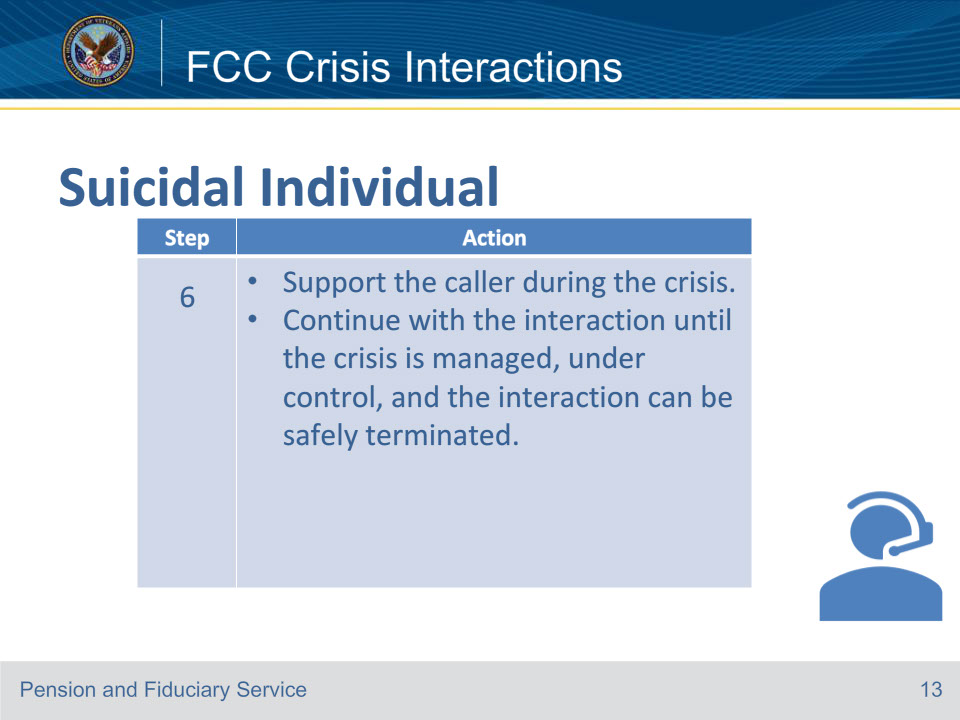 FCC Crisis Interactions
Suicidal Individual
Step Action
6
• Support the caller during the crisis.
• Continue with the interaction until
the crisis is managed, under
control, and the interaction can be
safely terminated.
Pension and Fiduciary Service 13